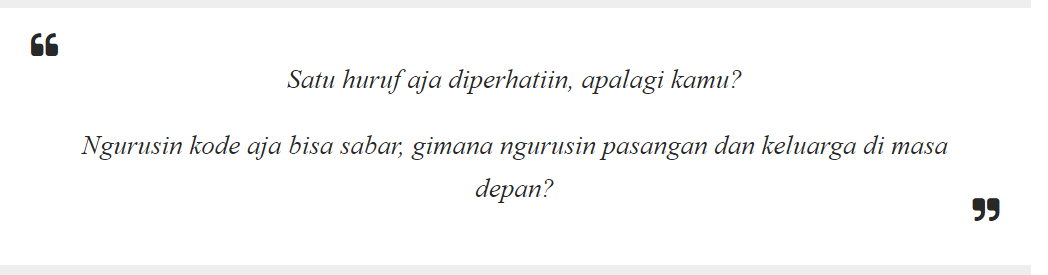 Satu huruf aja diperhatiin, apalagi kamu?
Ngurusin kode aja bisa sabar, gimana ngurusin pasangan dan keluarga di masa
depan?